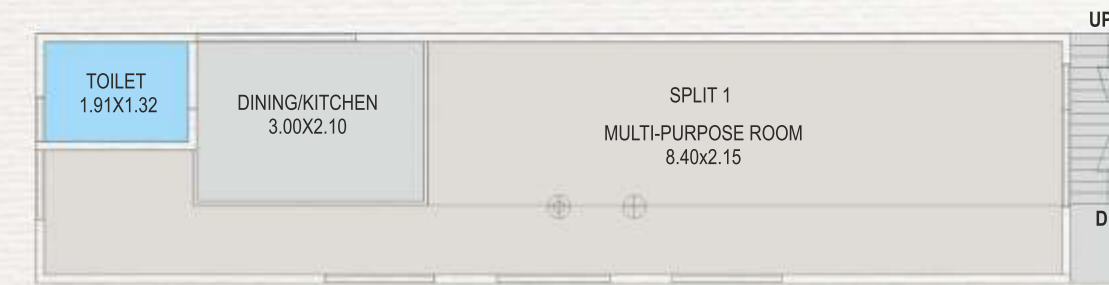 UP
TOILET
1.91X1.32
DINING/KITCHEN
3.00X2.10
SPLIT 1
MULTI-PURPOSE ROOM
8.40x2.15
D